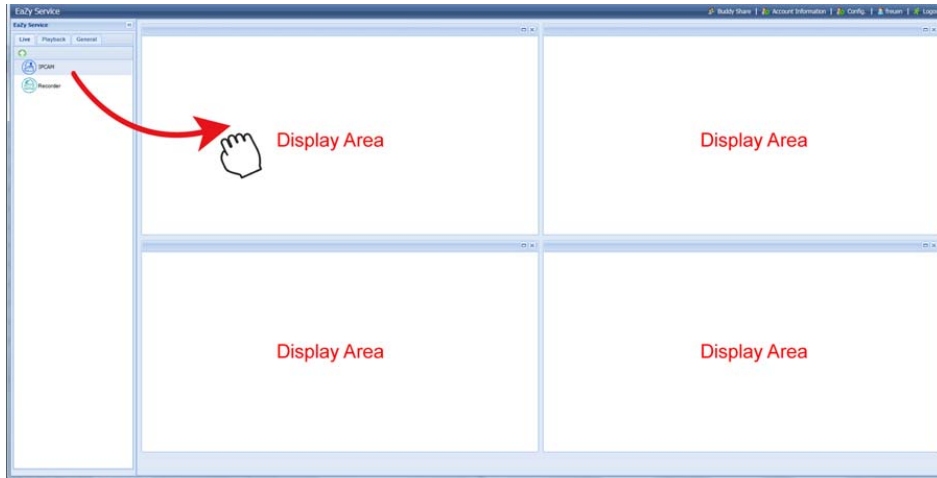 EaZy Service
Buddy Share | Account Information | Config. | freuen | Logo
EaZy Service
Live Playback General
IPCAM
Recorder
Display Area Display Area
Display Area Display Area